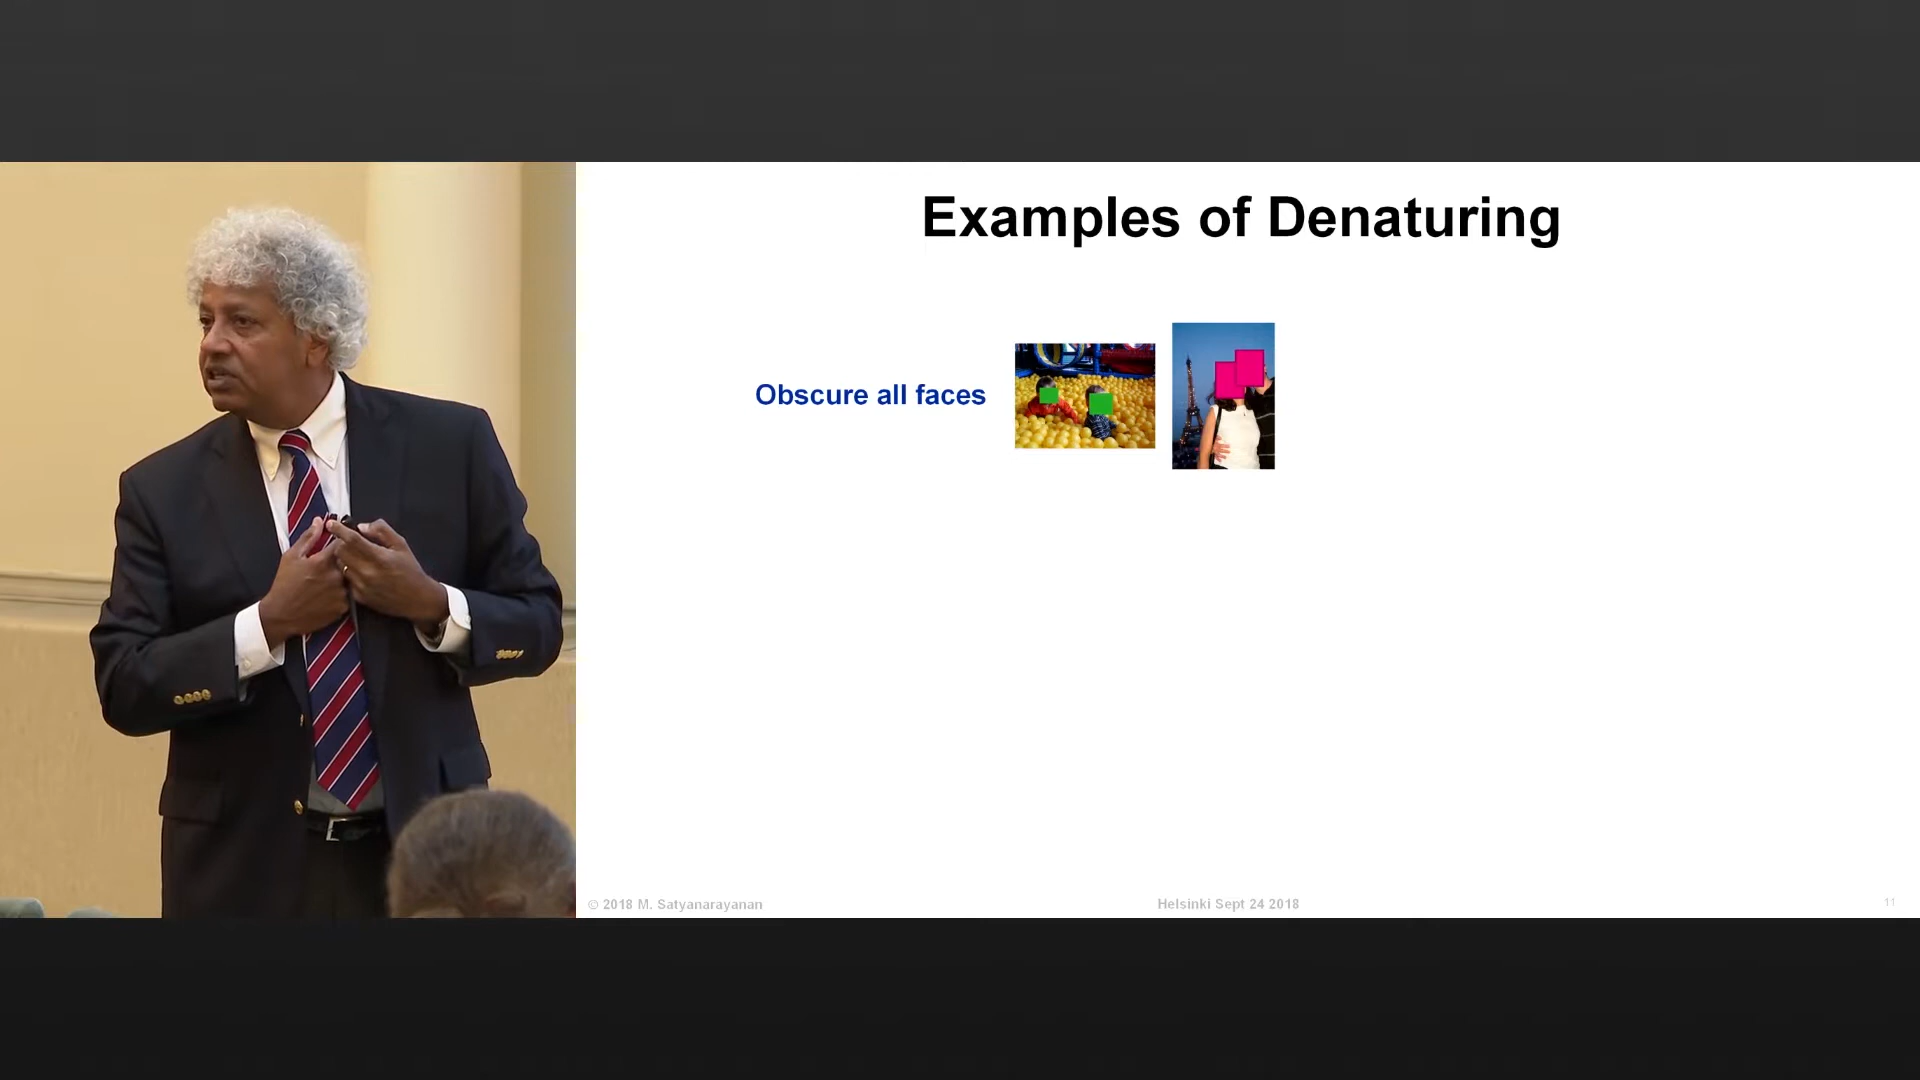 Examples of Denaturing
Obscure all faces
© 2018 M. Satyanarayanan
Helsinki Sept 24 2018
11